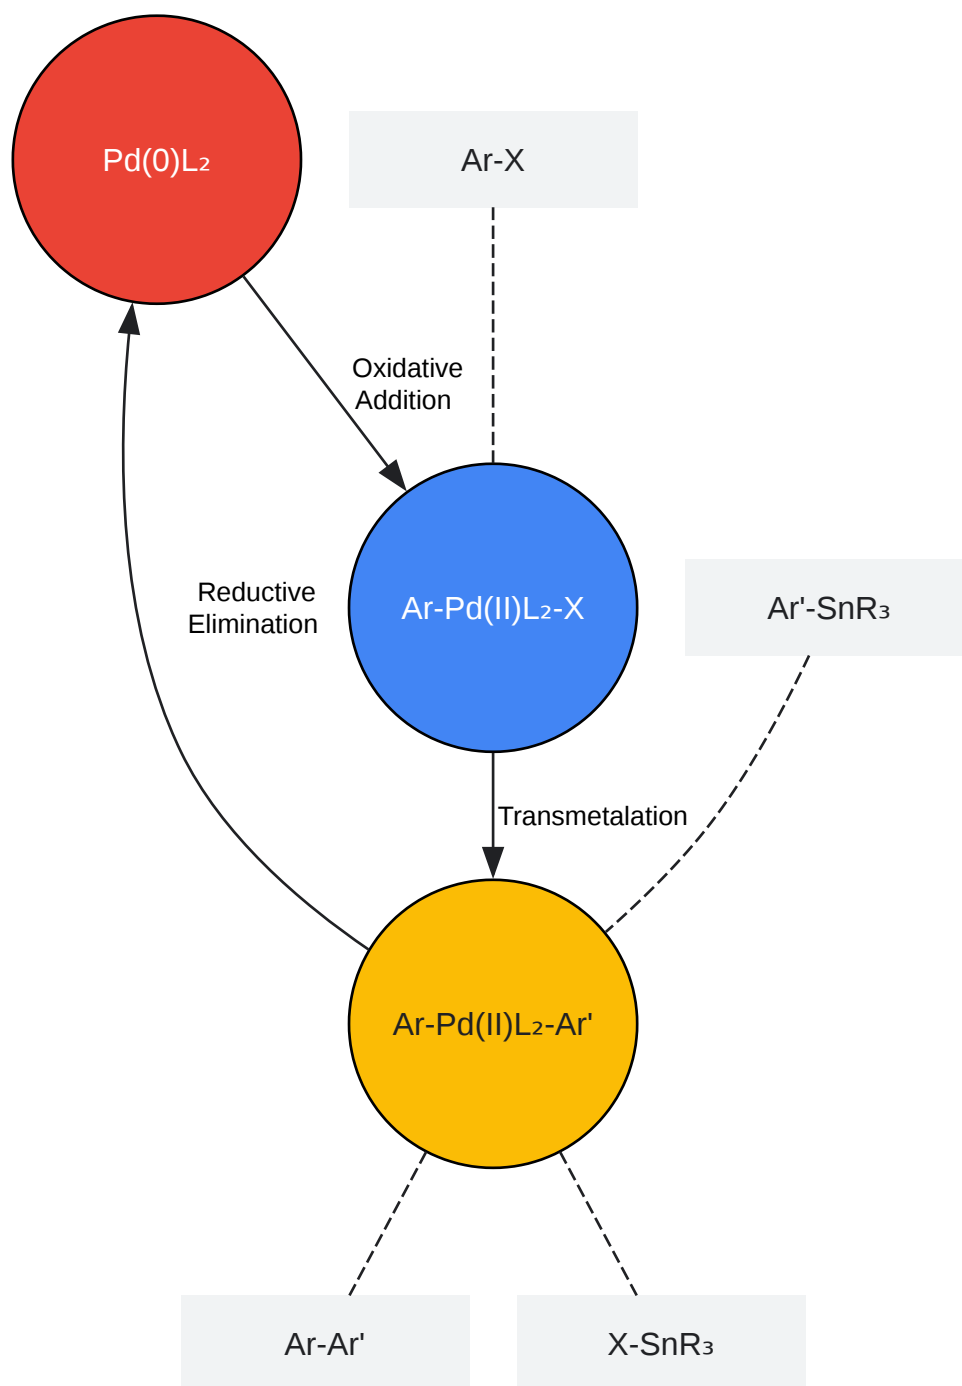 Pd(0)L₂
Ar-X
Oxidative
Addition
Reductive
Elimination
Ar-Pd(II)L₂-X
Ar'-SnR₃
Transmetalation
Ar-Pd(II)L₂-Ar'
Ar-Ar'
X-SnR₃